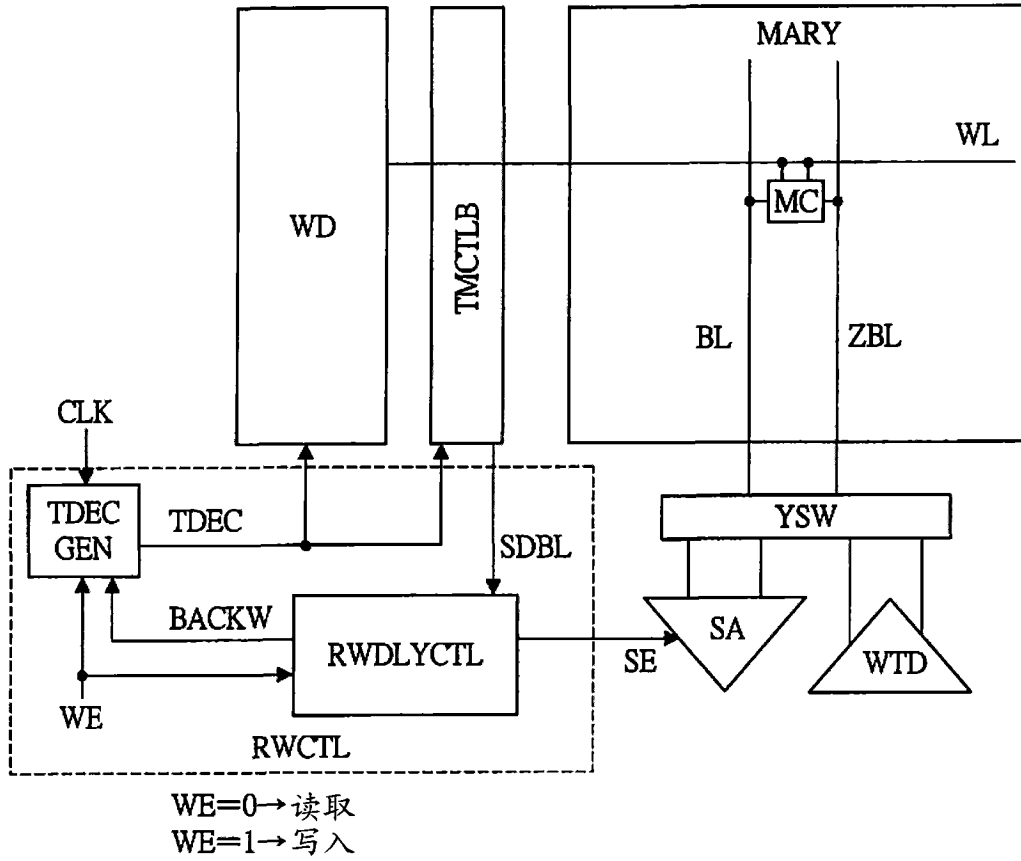 MARY
WL
MC
WD
TMCTLB
BL
ZBL
CLK
TDEC
GEN
TDEC
SDBL
YSW
BACKW
RWDLYCTL
SE
SA
WTD
WE
RWCTL
WE=0→读取
WE=1→写入